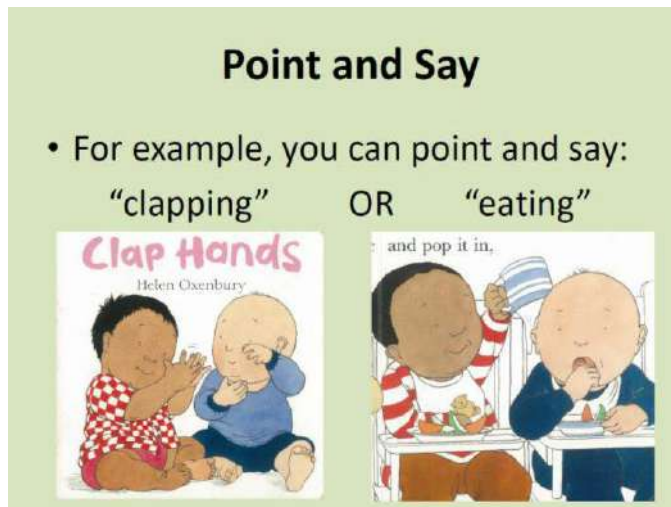 Point and Say
• For example, you can point and say:
“clapping” OR “eating”
Clap Hands
Helen Oxenbury
and pop it in,